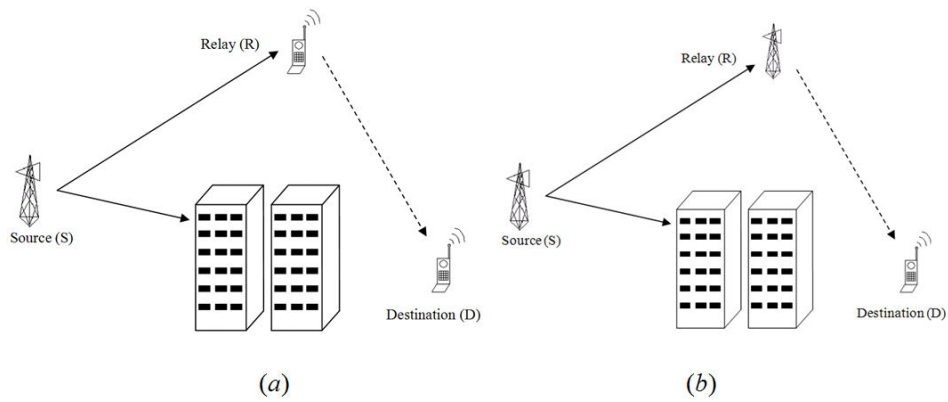 Relay (R)
Source (S)
Destination (D)
(a)
Relay (R)
Source (S)
Destination (D)
(b)